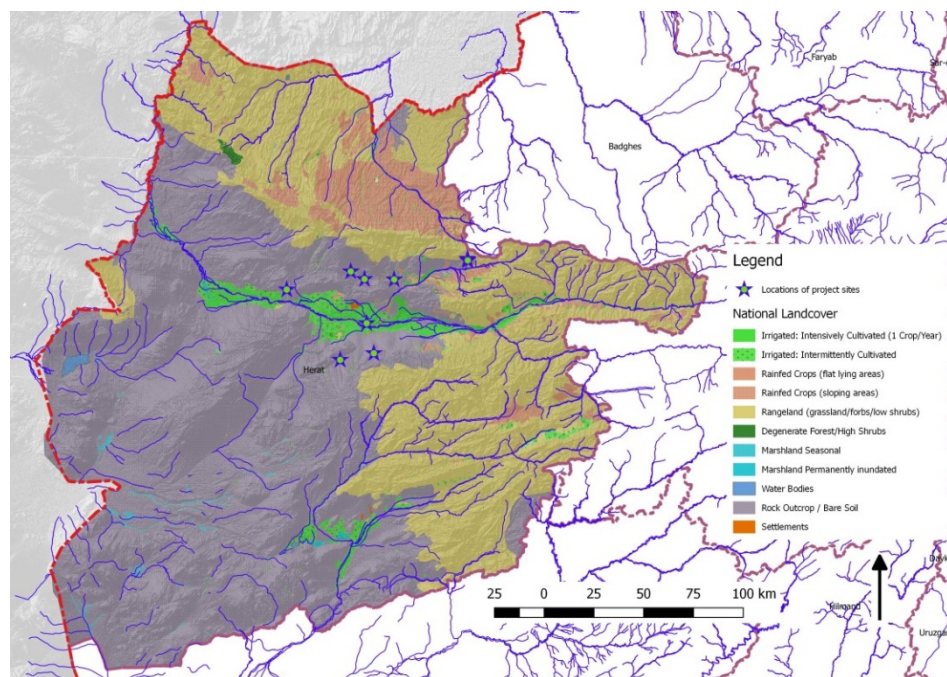 Faryab
Badghes
Legend
Locations of project sites
National Landcover
Irrigated: Intensively Cultivated (1 Crop/Year)
Irrigated: Intermittently Cultivated
Rainfed Crops (flat lying areas)
Rainfed Crops (sloping areas)
Rangeland (grassland/forbs/low shrubs)
Degenerate Forest/High Shrubs
Marshland Seasonal
Marshland Permanently inundated
Water Bodies
Rock Outcrop / Bare Soil
Settlements
Herat
25 0 25 50 75 100 km